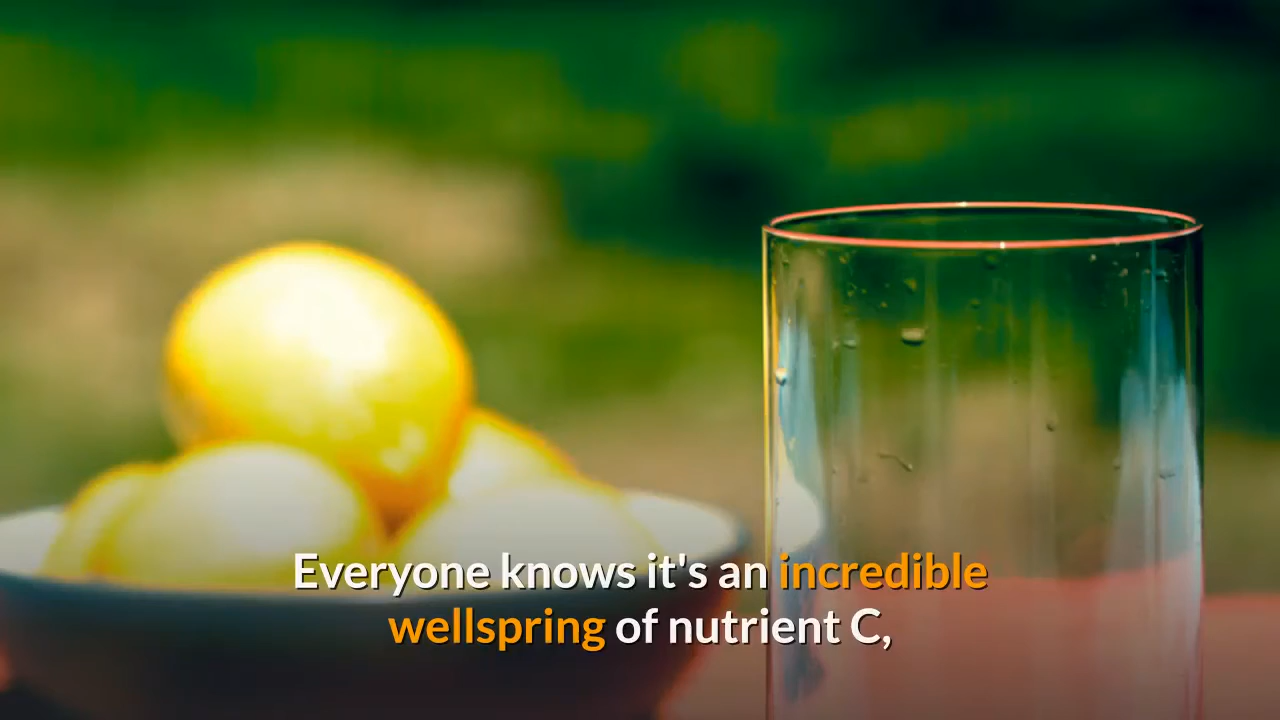 Everyone knows it's an incredible
wellspring of nutrient C,